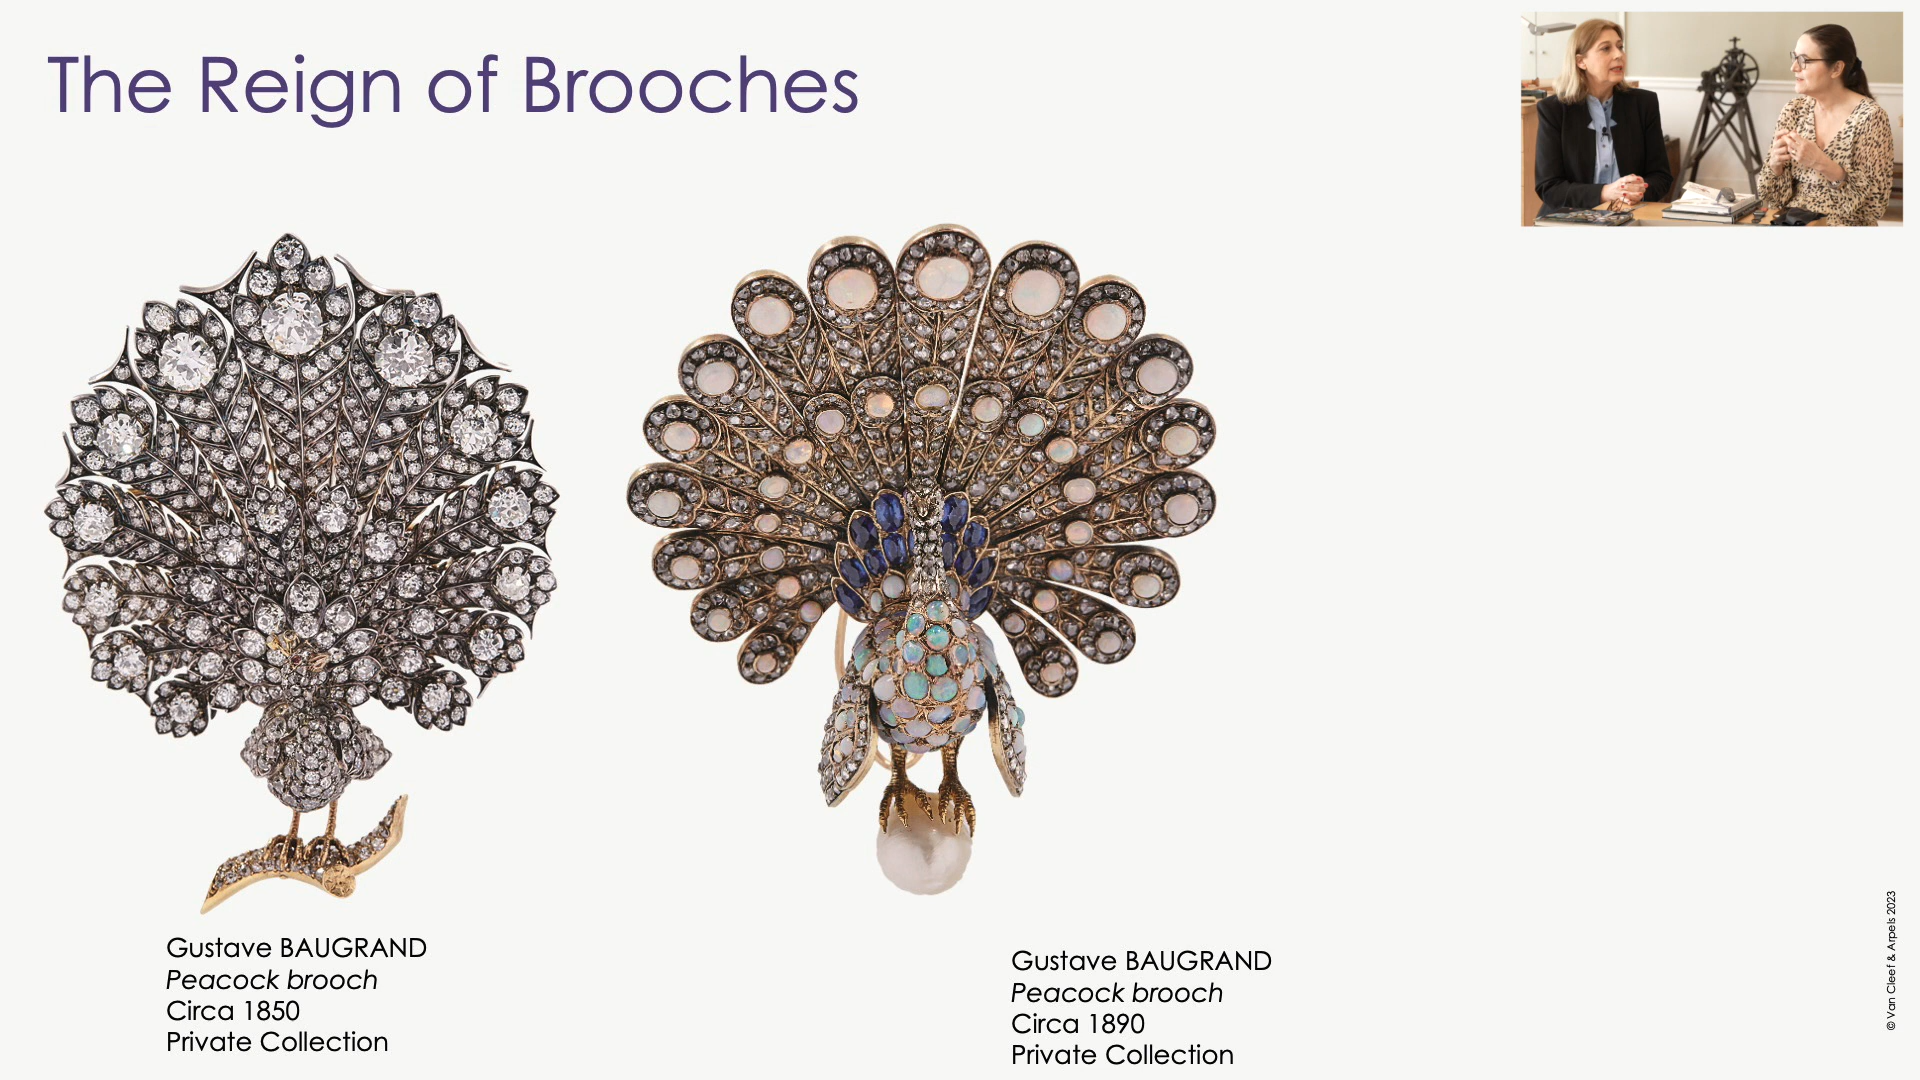 The Reign of Brooches
Gustave BAUGRAND
Peacock brooch
Circa 1850
Private Collection
Gustave BAUGRAND
Peacock brooch
Circa 1890
Private Collection
© Van Cleef & Arpels 2023